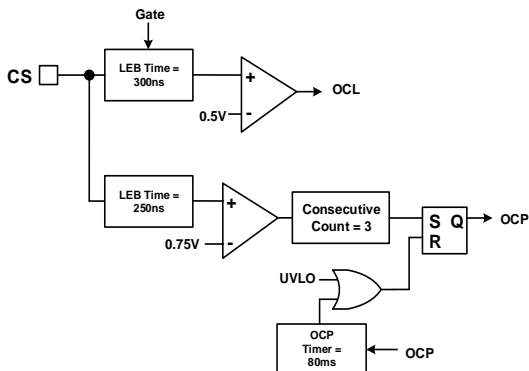 Gate
CS
LEB Time =
300ns
+
-
0.5V
OCL
LEB Time =
250ns
+
-
0.75V
Consecutive
Count = 3
S Q
R
OCP
UVLO
OCP
Timer =
80ms
OCP